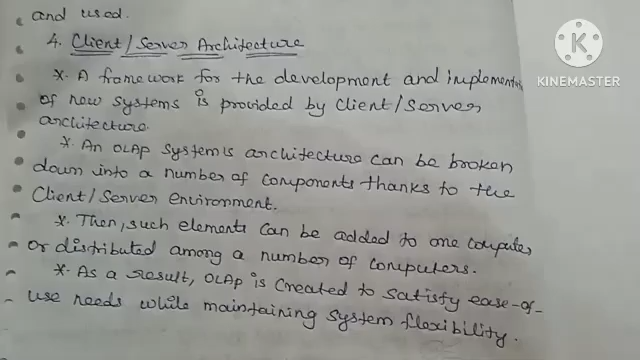 and used.
4. Client/Server Architecture
*. A framework for the development and implementation
of new systems is provided by Client/Server
architecture.
*. An OLAP system's architecture can be broken
down into a number of components thanks to the
Client/Server environment.
*. Then, such elements can be added to one computer
or distributed among a number of computers.
*. As a result, OLAP is created to satisfy ease-of-
use needs while maintaining system flexibility.
KINEMASTER